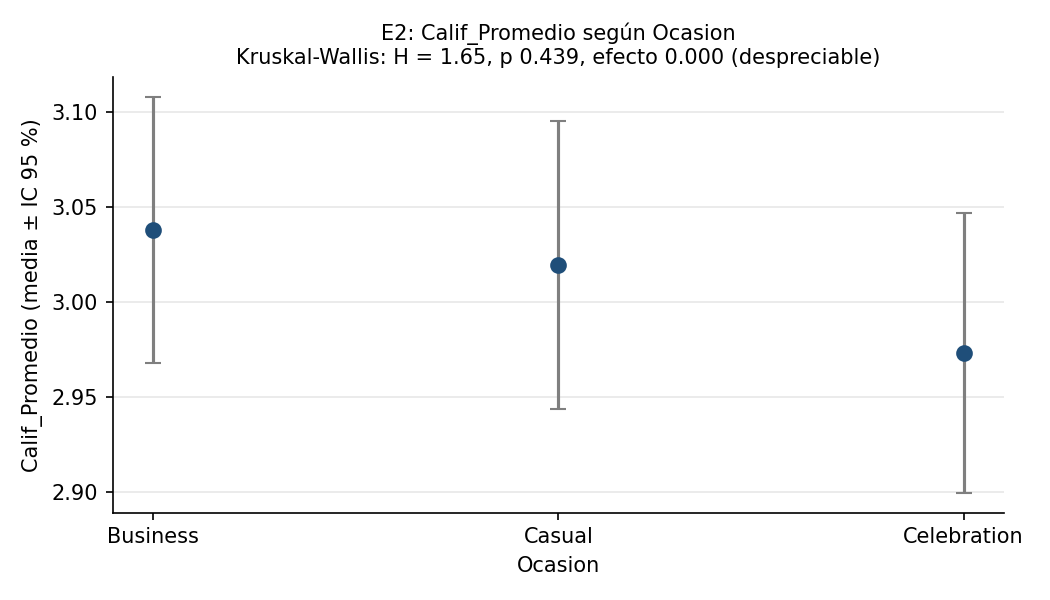 E2: Calif_Promedio según Ocasion
Kruskal-Wallis: H = 1.65, p 0.439, efecto 0.000 (despreciable)
Calif_Promedio (media ± IC 95 %)
3.10
3.05
3.00
2.95
2.90
Business
Casual
Celebration
Ocasion